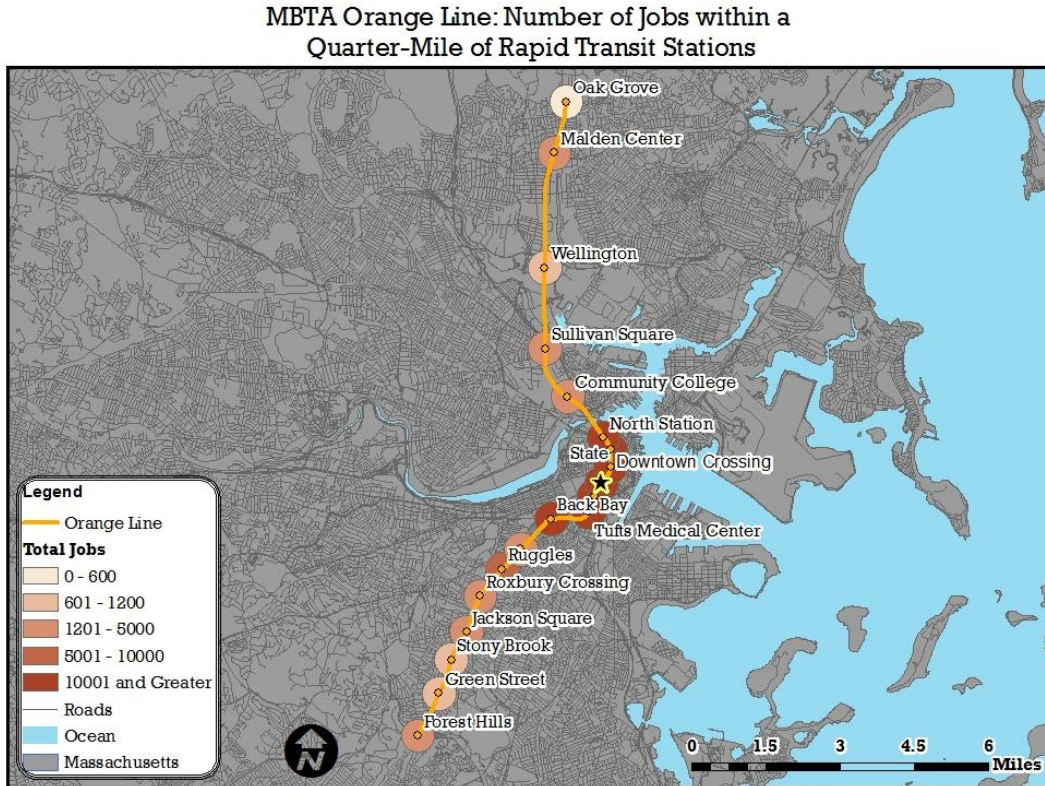 MBTA Orange Line: Number of Jobs within a
Quarter-Mile of Rapid Transit Stations
Oak Grove
Malden Center
Wellington
Sullivan Square
Community College
North Station
State
Downtown Crossing
Back Bay
Tufts Medical Center
Ruggles
Roxbury Crossing
Jackson Square
Stony Brook
Green Street
Forest Hills
Legend
Orange Line
Total Jobs
0 - 600
601 - 1200
1201 - 5000
5001 - 10000
10001 and Greater
Roads
Ocean
Massachusetts
N
0 1.5 3 4.5 6
Miles